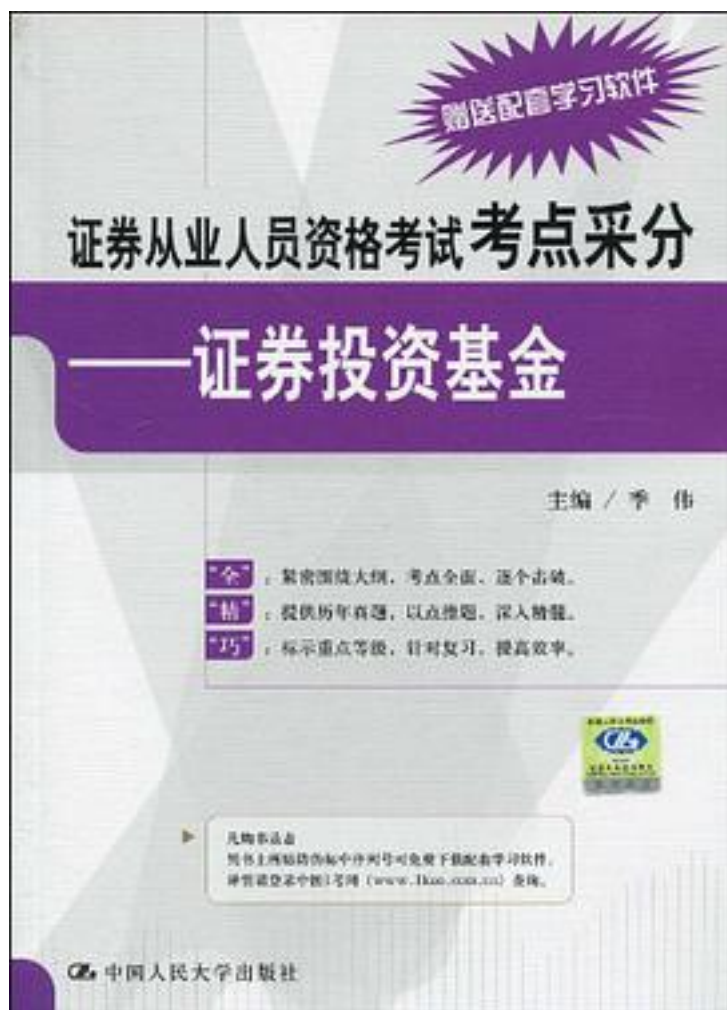 赠送配套学习软件
证券从业人员资格考试考点采分
——证券投资基金
主编 / 季 伟
“全”：紧密围绕大纲，考点全面、逐个击破。
“精”：提供历年真题，以点推题，深入精髓。
“巧”：标示重点等级，针对复习，提高效率。
凡购书读者
凭书上所贴防伪标中序列号可免费下载配套学习软件，
详情请登录中国1考网（www.1kao.com.cn）查询。
中国人民大学出版社